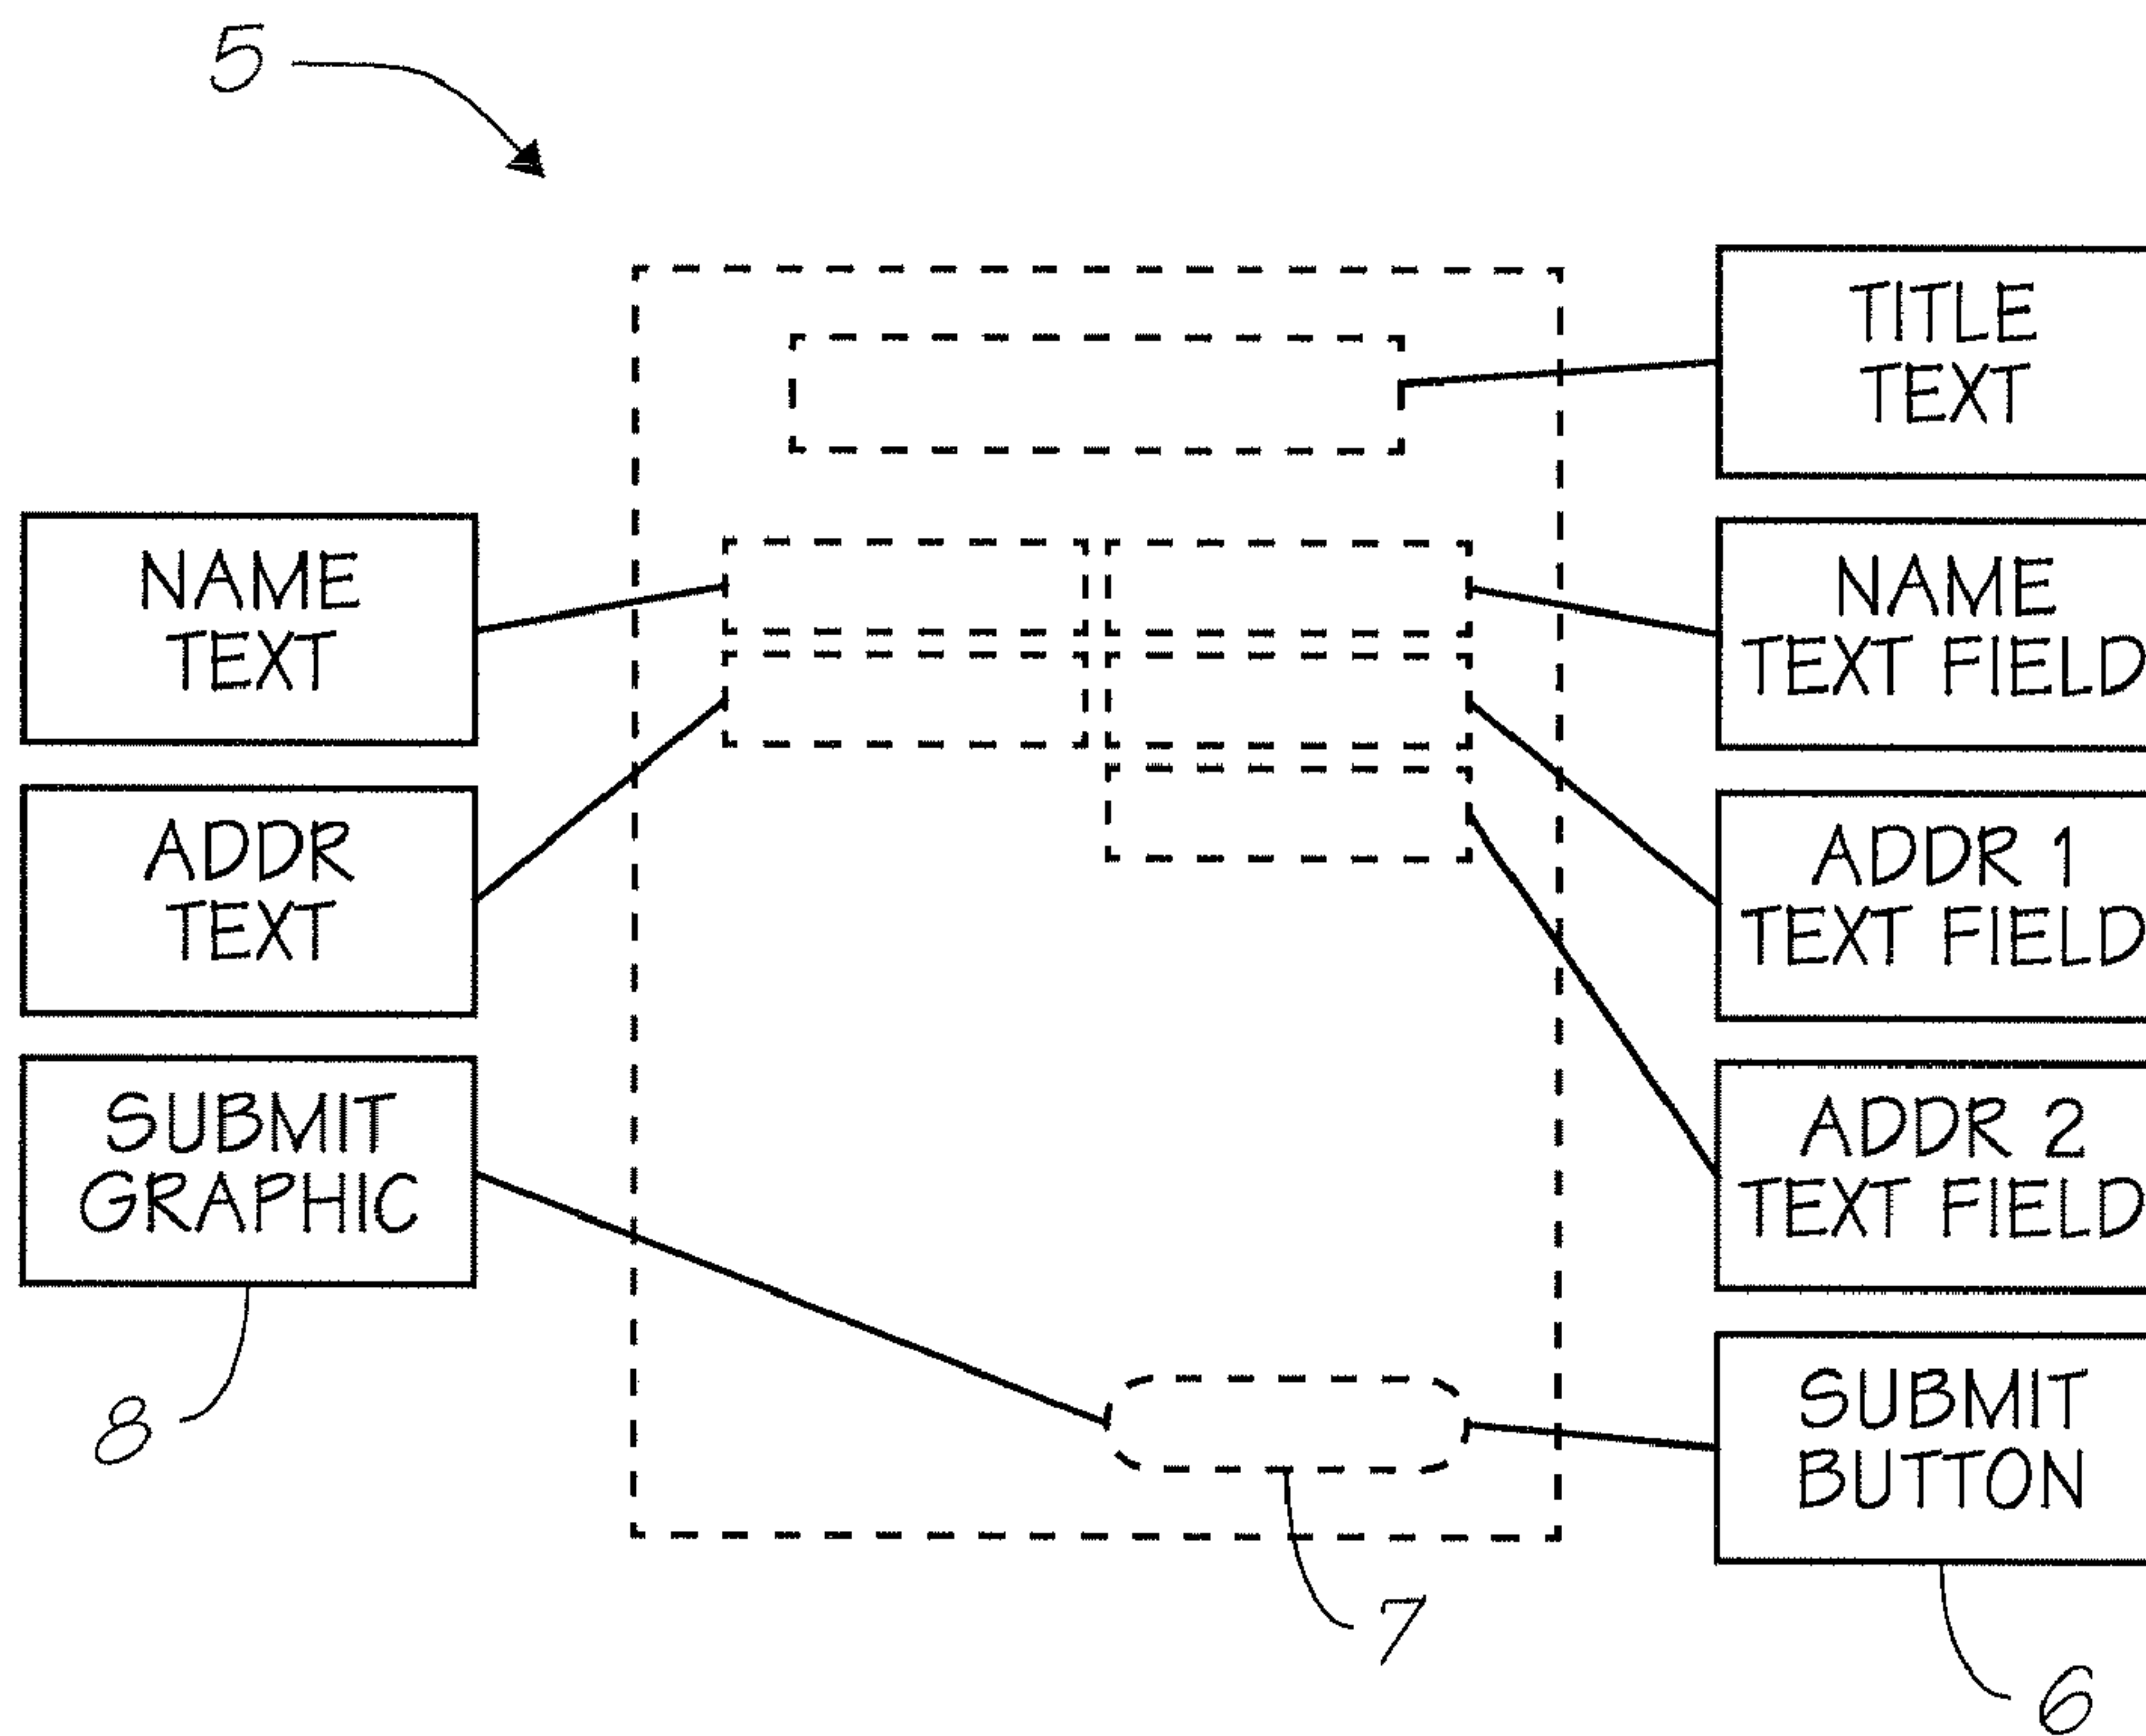 5
TITLE
TEXT
NAME
TEXT
NAME
TEXT FIELD
ADDR
TEXT
ADDR 1
TEXT FIELD
SUBMIT
GRAPHIC
ADDR 2
TEXT FIELD
SUBMIT
BUTTON
8
7
6